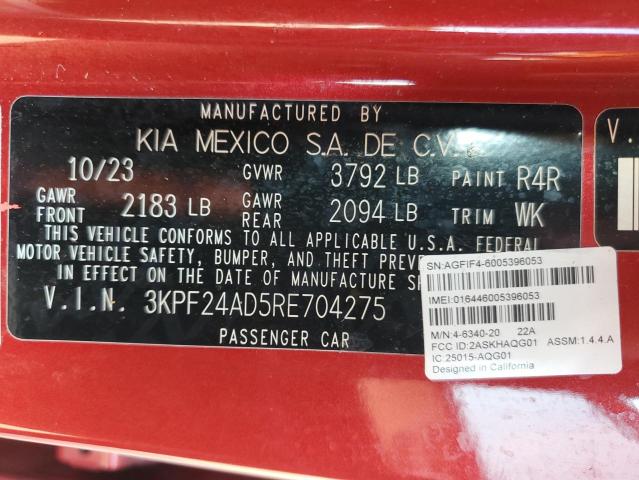 MANUFACTURED BY
KIA MEXICO S.A. DE C.V.
10/23 GVWR 3792 LB PAINT R4R
GAWR FRONT 2183 LB GAWR REAR 2094 LB TRIM WK
THIS VEHICLE CONFORMS TO ALL APPLICABLE U.S.A. FEDERAL
MOTOR VEHICLE SAFETY, BUMPER, AND THEFT
IN EFFECT ON THE DATE OF MANUFACTURE
V.I.N. 3KPF24AD5RE704275
PASSENGER CAR
SN:AGFIF4-6005396053
IMEI:016446005396053
M/N:4-6340-20 22A
FCC ID:2ASKHAQG01 ASSM:1.4.4.A
IC:25015-AQG01
Designed in California
V.